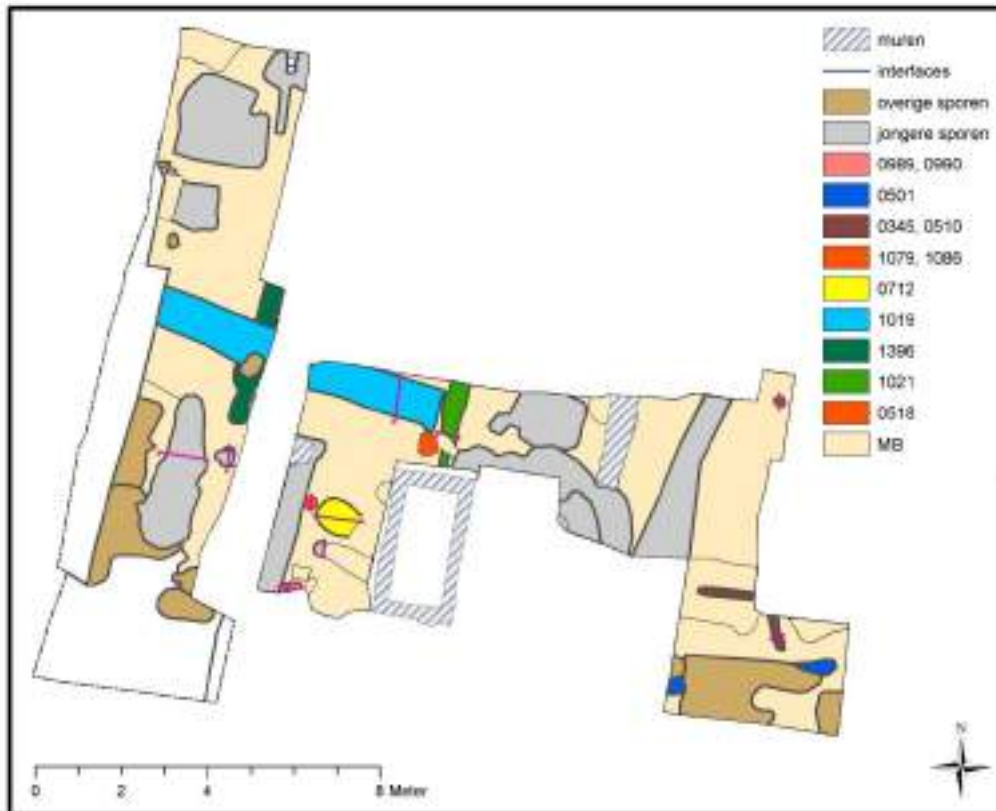 muren
interfaces
overige sporen
jongere sporen
0989, 0990
0501
0345, 0510
1079, 1086
0712
1019
1396
1021
0518
MB
N
0 2 4 8 Meter